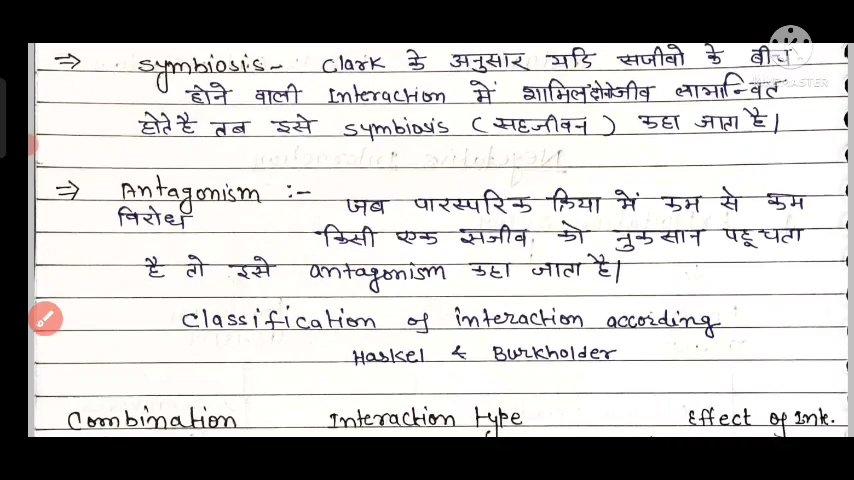 ⇒ Symbiosis - Clark के अनुसार यदि सजीवो के बीच
होने वाली Interaction में शामिल दोनो जीव लाभान्वित
होते है तब इसे symbiosis (सहजीवन) कहा जाता है।
⇒ Antagonism :-
विरोध
जब पारस्परिक क्रिया में कम से कम
किसी एक सजीव को नुकसान पहूचता
है तो इसे antagonism कहा जाता है।
Classification of interaction according
Haskel & Burkholder
Combination Interaction type Effect of Ink.